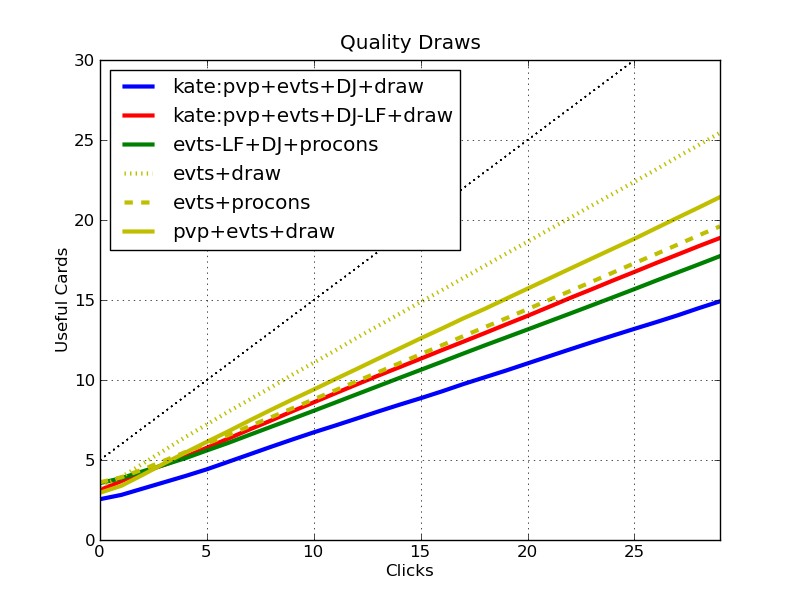 Quality Draws
kate:pvp+evts+DJ+draw
kate:pvp+evts+DJ-LF+draw
evts-LF+DJ+procons
evts+draw
evts+procons
pvp+evts+draw
Useful Cards
30
25
20
15
10
5
0
0 5 10 15 20 25
Clicks